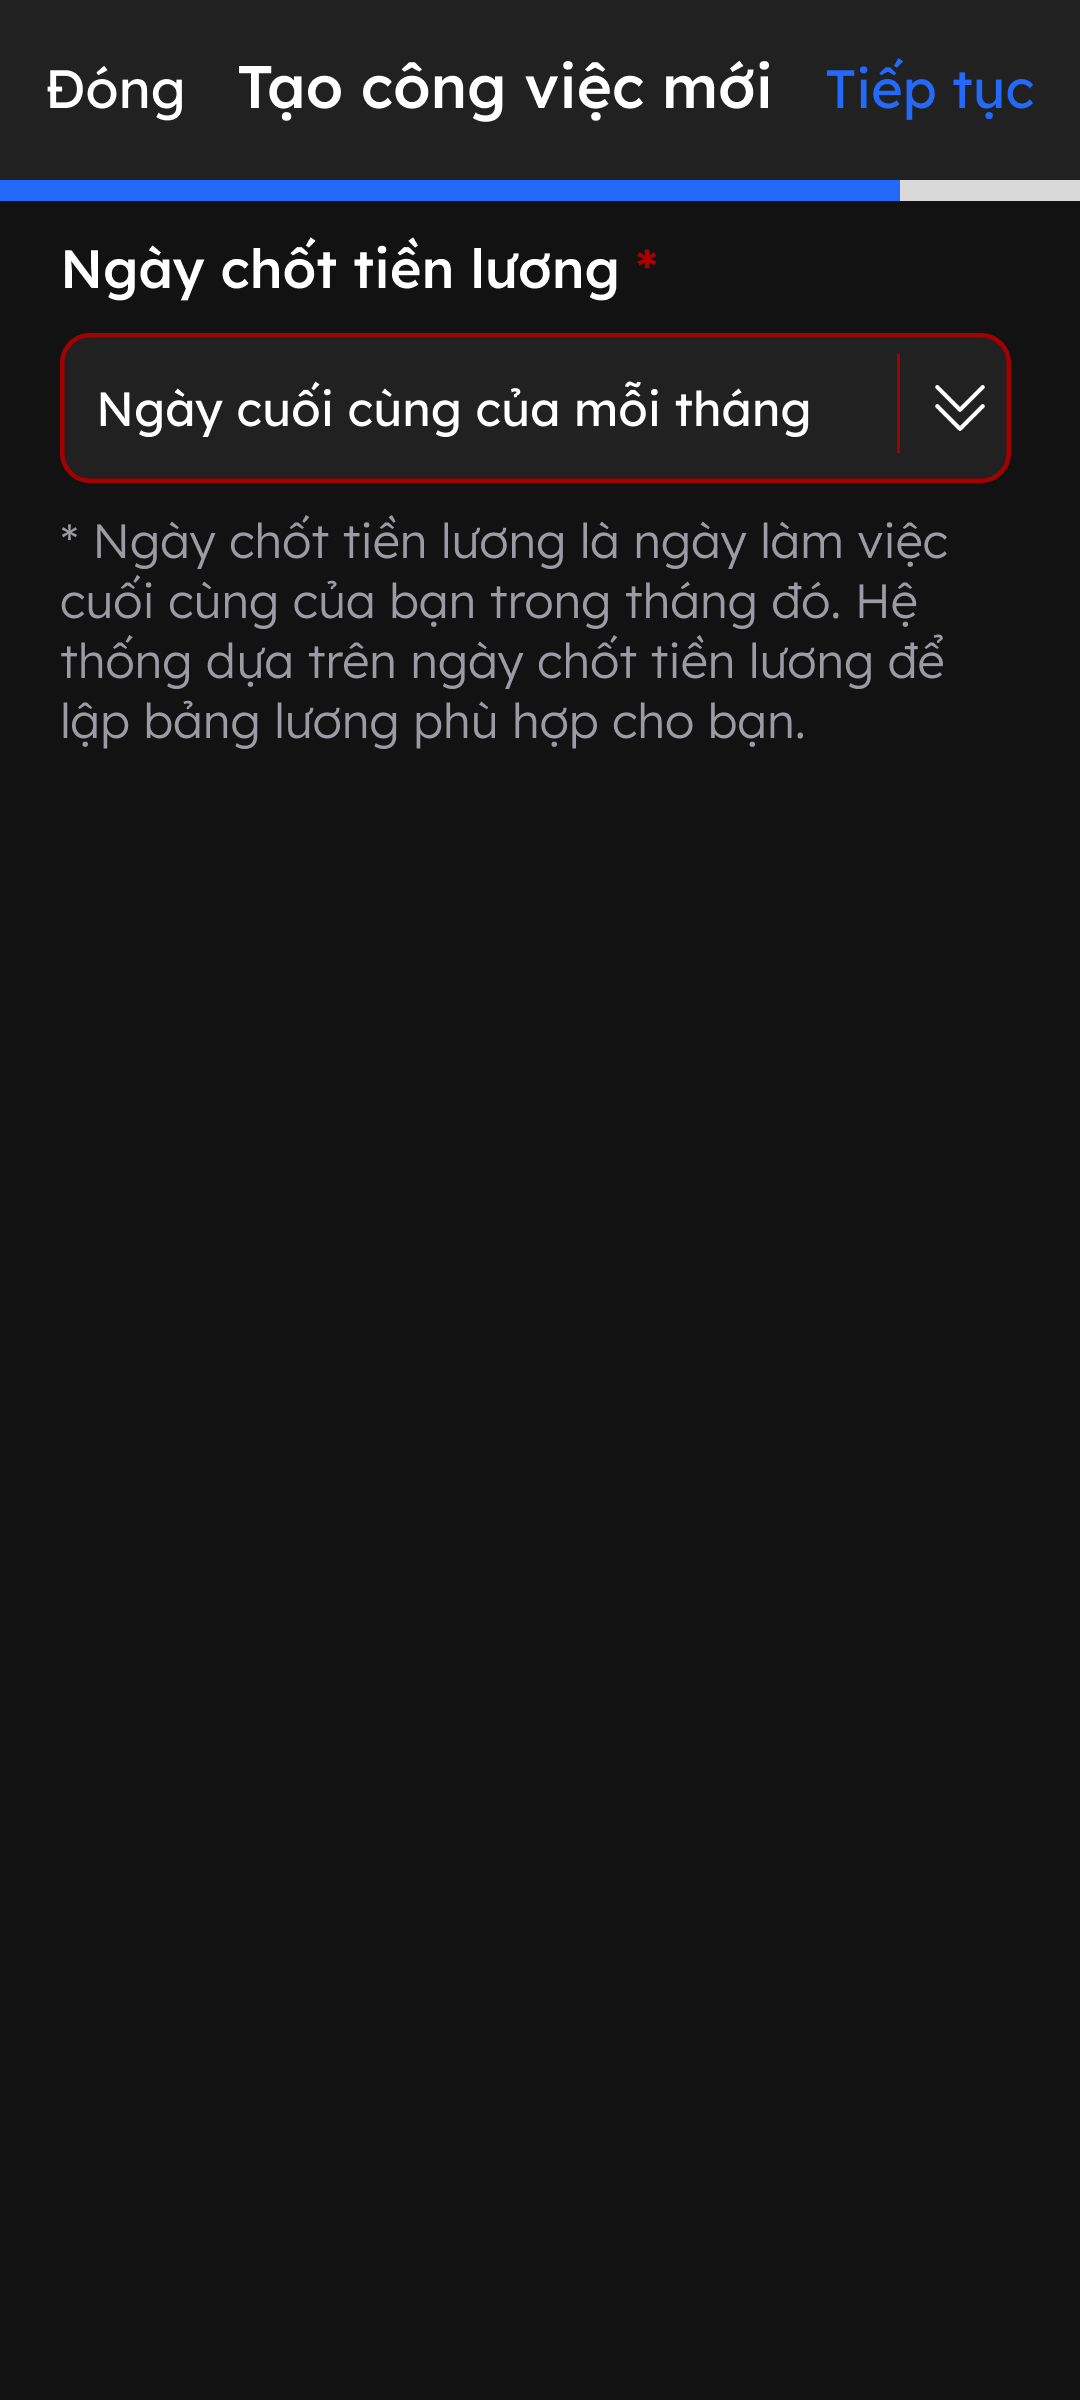 Đóng Tạo công việc mới Tiếp tục
Ngày chốt tiền lương *
Ngày cuối cùng của mỗi tháng
* Ngày chốt tiền lương là ngày làm việc
cuối cùng của bạn trong tháng đó. Hệ
thống dựa trên ngày chốt tiền lương để
lập bảng lương phù hợp cho bạn.